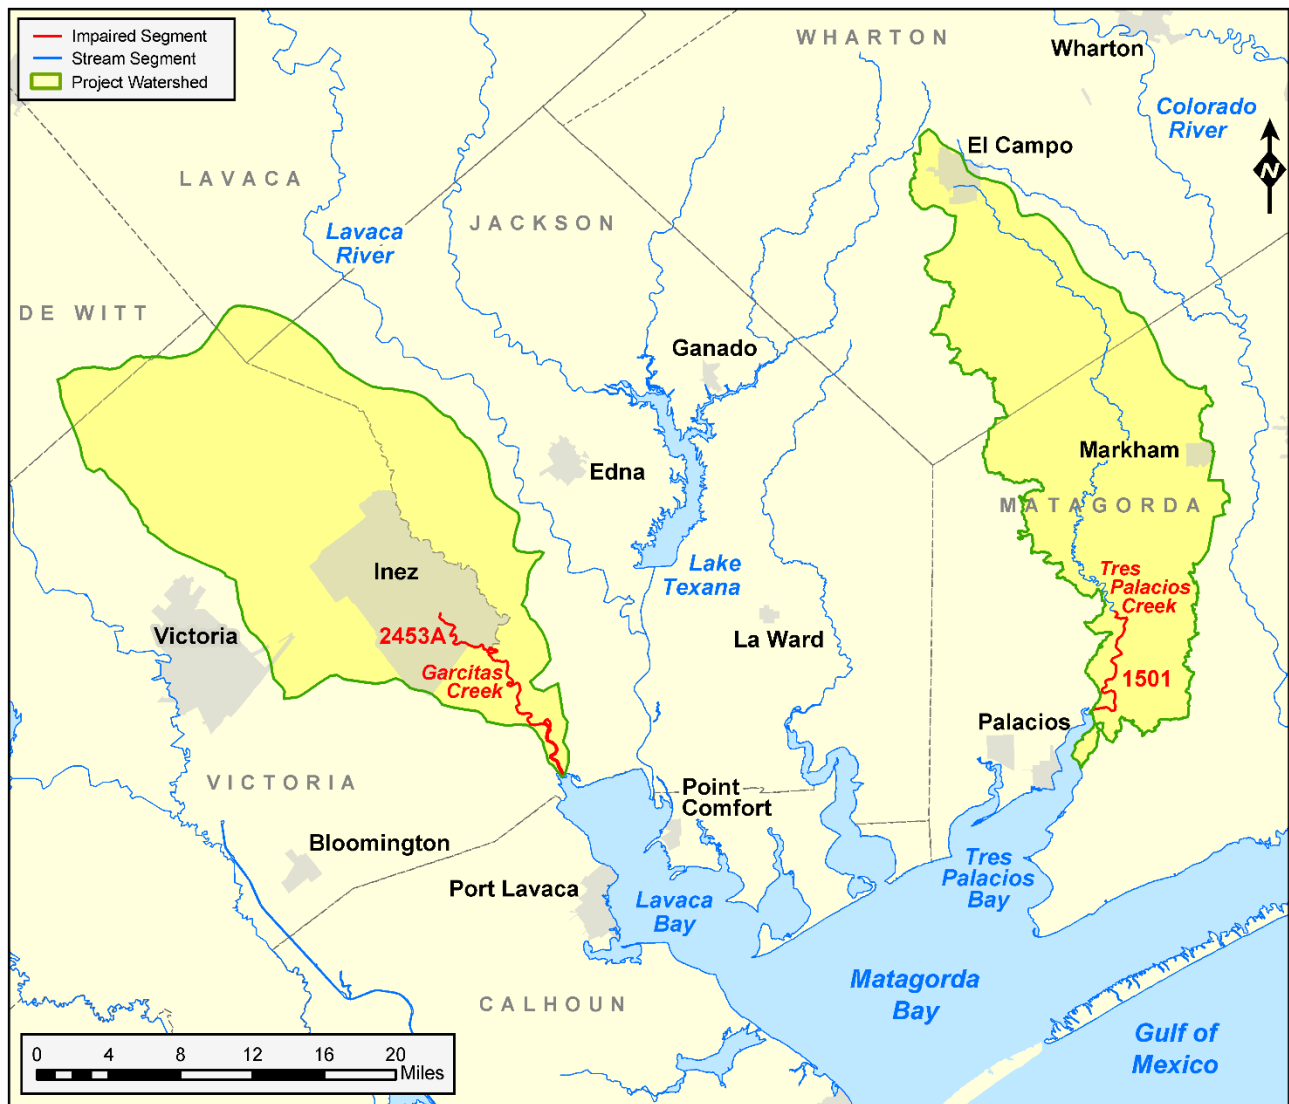 Impaired Segment
Stream Segment
Project Watershed
WHARTON
Wharton
Colorado
River
El Campo
N
LAVACA
JACKSON
Lavaca
River
DE WITT
Ganado
Markham
Edna
MATAGORDA
Inez
Lake
Texana
Tres
Palacios
Creek
Victoria
2453A
La Ward
Garcitas
Creek
1501
Palacios
VICTORIA
Point
Comfort
Bloomington
Port Lavaca
Lavaca
Bay
Tres
Palacios
Bay
Matagorda
Bay
CALHOUN
Gulf of
Mexico
0 4 8 12 16 20
Miles